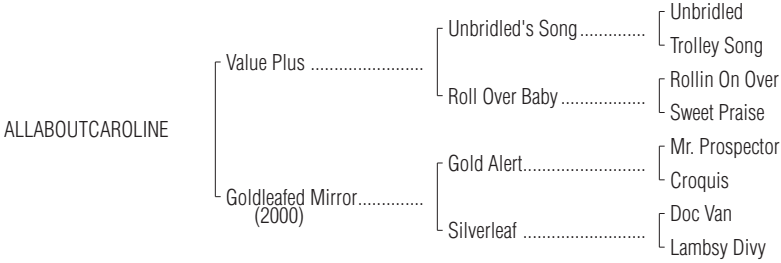 Unbridled
Unbridled's Song..............
Trolley Song
Value Plus .......................
Rollin On Over
Roll Over Baby ..................
Sweet Praise
ALLABOUTCAROLINE
Mr. Prospector
Gold Alert..........................
Croquis
Goldleafed Mirror..............
(2000)
Doc Van
Silverleaf ..........................
Lambsy Divy